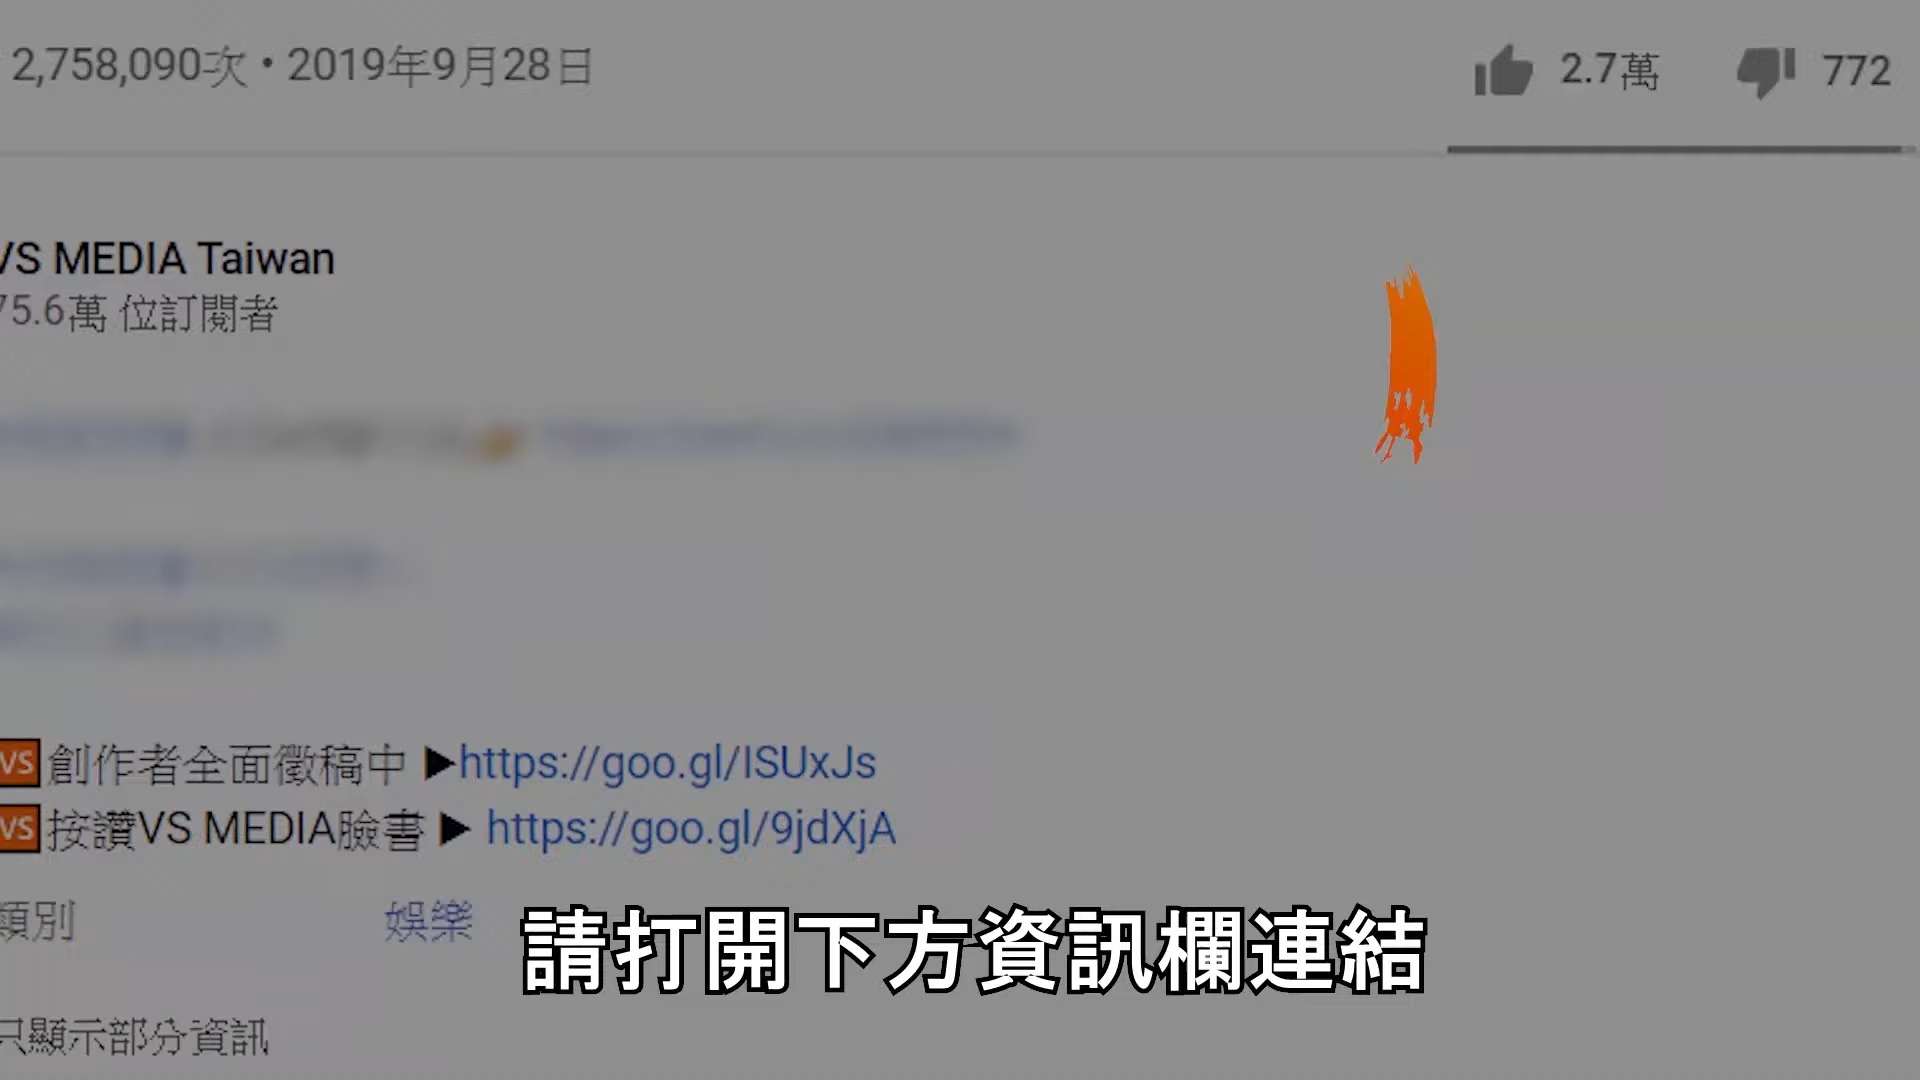 2,758,090次 • 2019年9月28日
2.7萬
772
VS MEDIA Taiwan
75.6萬 位訂閱者
VS 創作者全面徵稿中 ▶https://goo.gl/ISUxJs
VS 按讚VS MEDIA臉書 ▶ https://goo.gl/9jdXjA
類別 娛樂
請打開下方資訊欄連結
只顯示部分資訊